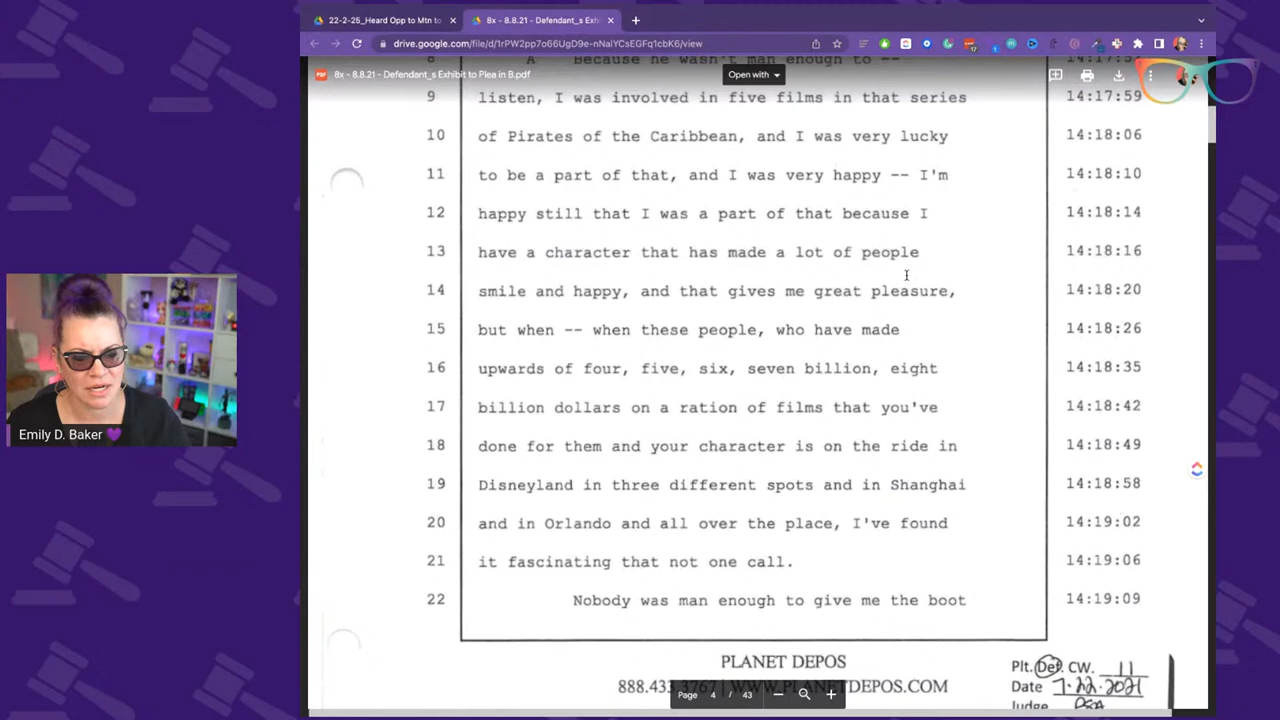 22-2-25_Heard Opp to Mtn to
8x - 8.8.21 - Defendant_s Exhi
drive.google.com/file/d/1rPW2pp7o66UgD9e-nNaiYCsEGFq1cbK6/view
8 A Because he wasn't man enough to --
8x - 8.8.21 - Defendant_s Exhibit to Plea in B.pdf
Open with
9 listen, I was involved in five films in that series 14:17:59
10 of Pirates of the Caribbean, and I was very lucky 14:18:06
11 to be a part of that, and I was very happy -- I'm 14:18:10
12 happy still that I was a part of that because I 14:18:14
13 have a character that has made a lot of people 14:18:16
14 smile and happy, and that gives me great pleasure, 14:18:20
15 but when -- when these people, who have made 14:18:26
16 upwards of four, five, six, seven billion, eight 14:18:35
17 billion dollars on a ration of films that you've 14:18:42
18 done for them and your character is on the ride in 14:18:49
19 Disneyland in three different spots and in Shanghai 14:18:58
20 and in Orlando and all over the place, I've found 14:19:02
21 it fascinating that not one call. 14:19:06
22 Nobody was man enough to give me the boot 14:19:09
Emily D. Baker 💜
PLANET DEPOS
888.433.3767 | WWW.PLANETDEPOS.COM
Page 4 / 43
Plt. Def. CW. 11
Date 7.22.2021
Judge